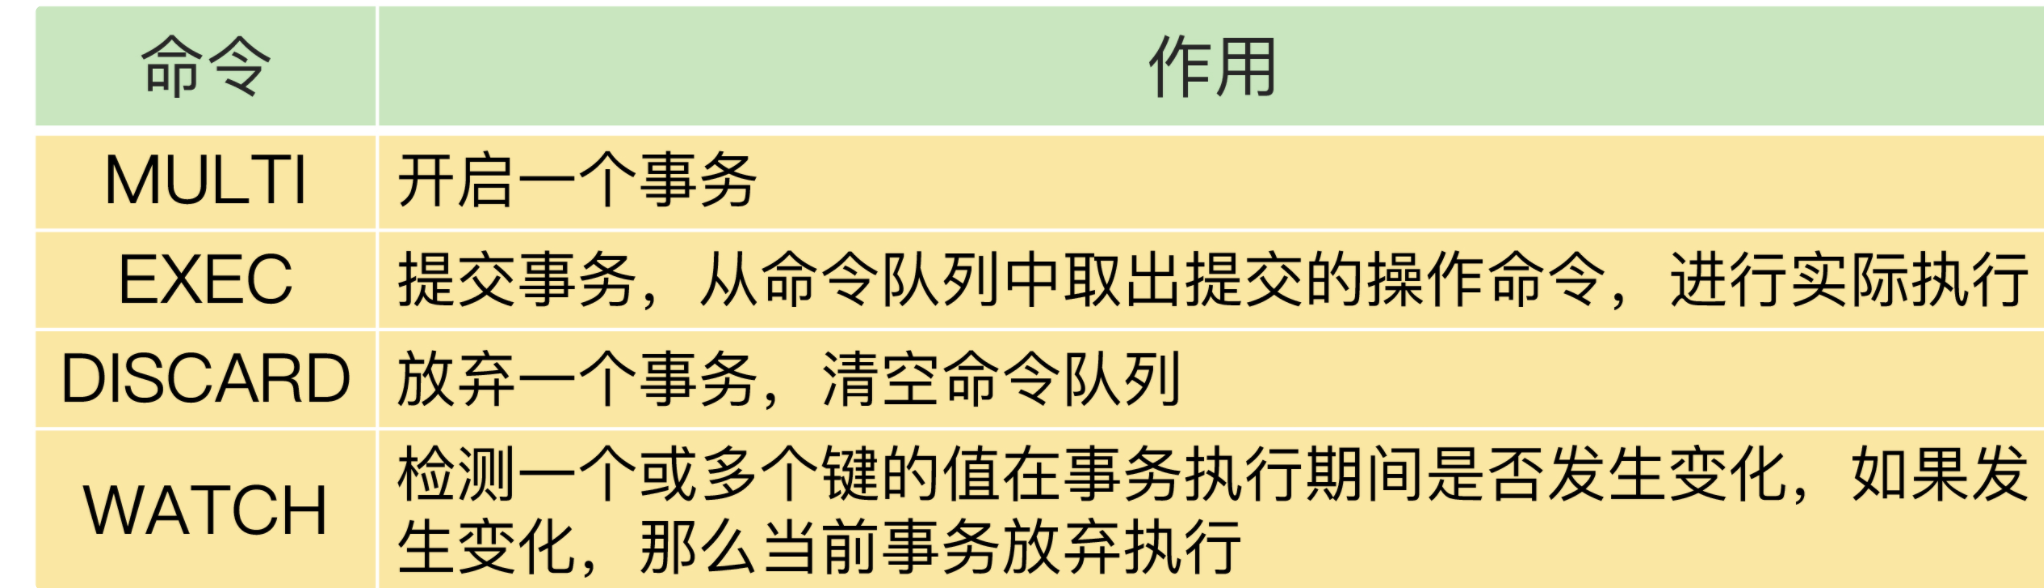 命令 作用
MULTI 开启一个事务
EXEC 提交事务，从命令队列中取出提交的操作命令，进行实际执行
DISCARD 放弃一个事务，清空命令队列
WATCH 检测一个或多个键的值在事务执行期间是否发生变化，如果发
生变化，那么当前事务放弃执行